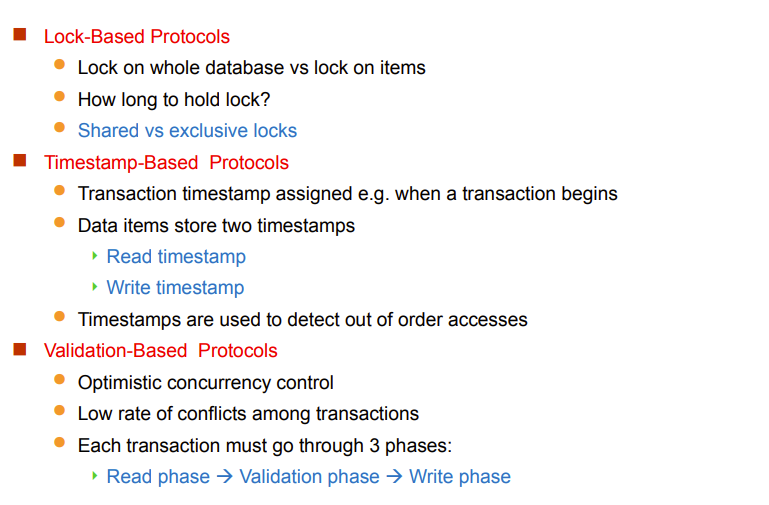 Lock-Based Protocols
Lock on whole database vs lock on items
How long to hold lock?
Shared vs exclusive locks
Timestamp-Based Protocols
Transaction timestamp assigned e.g. when a transaction begins
Data items store two timestamps
Read timestamp
Write timestamp
Timestamps are used to detect out of order accesses
Validation-Based Protocols
Optimistic concurrency control
Low rate of conflicts among transactions
Each transaction must go through 3 phases:
Read phase → Validation phase → Write phase